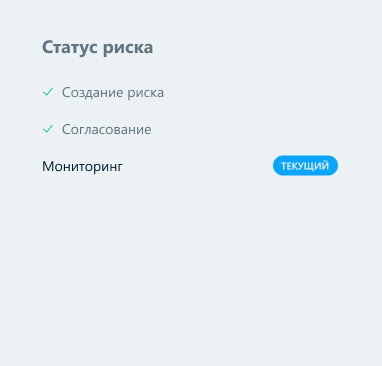 Статус риска
Создание риска
Согласование
Мониторинг ТЕКУЩИЙ